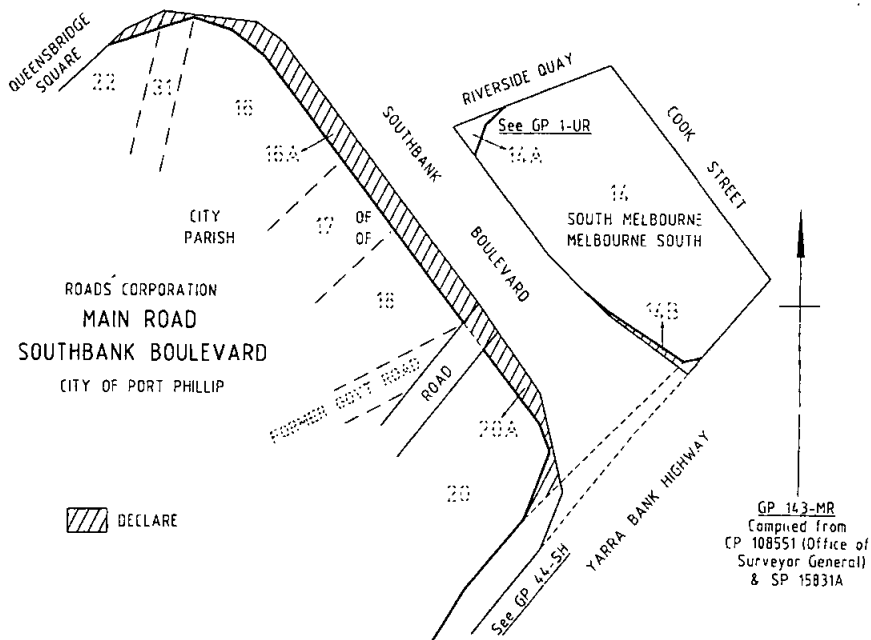 QUEENSBRIDGE
SQUARE
22
31
16
16A
SOUTHBANK
BOULEVARD
RIVERSIDE QUAY
See GP 1-UR
14A
COOK STREET
14
SOUTH MELBOURNE
MELBOURNE SOUTH
14B
CITY
PARISH
17
OF
OF
18
ROADS CORPORATION
MAIN ROAD
SOUTHBANK BOULEVARD
CITY OF PORT PHILLIP
FORMER GOVT ROAD
ROAD
20A
20
DECLARE
YARRA BANK HIGHWAY
See GP 44-SH
GP 143-MR
Compiled from
CP 108551 (Office of
Surveyor General)
& SP 15831A